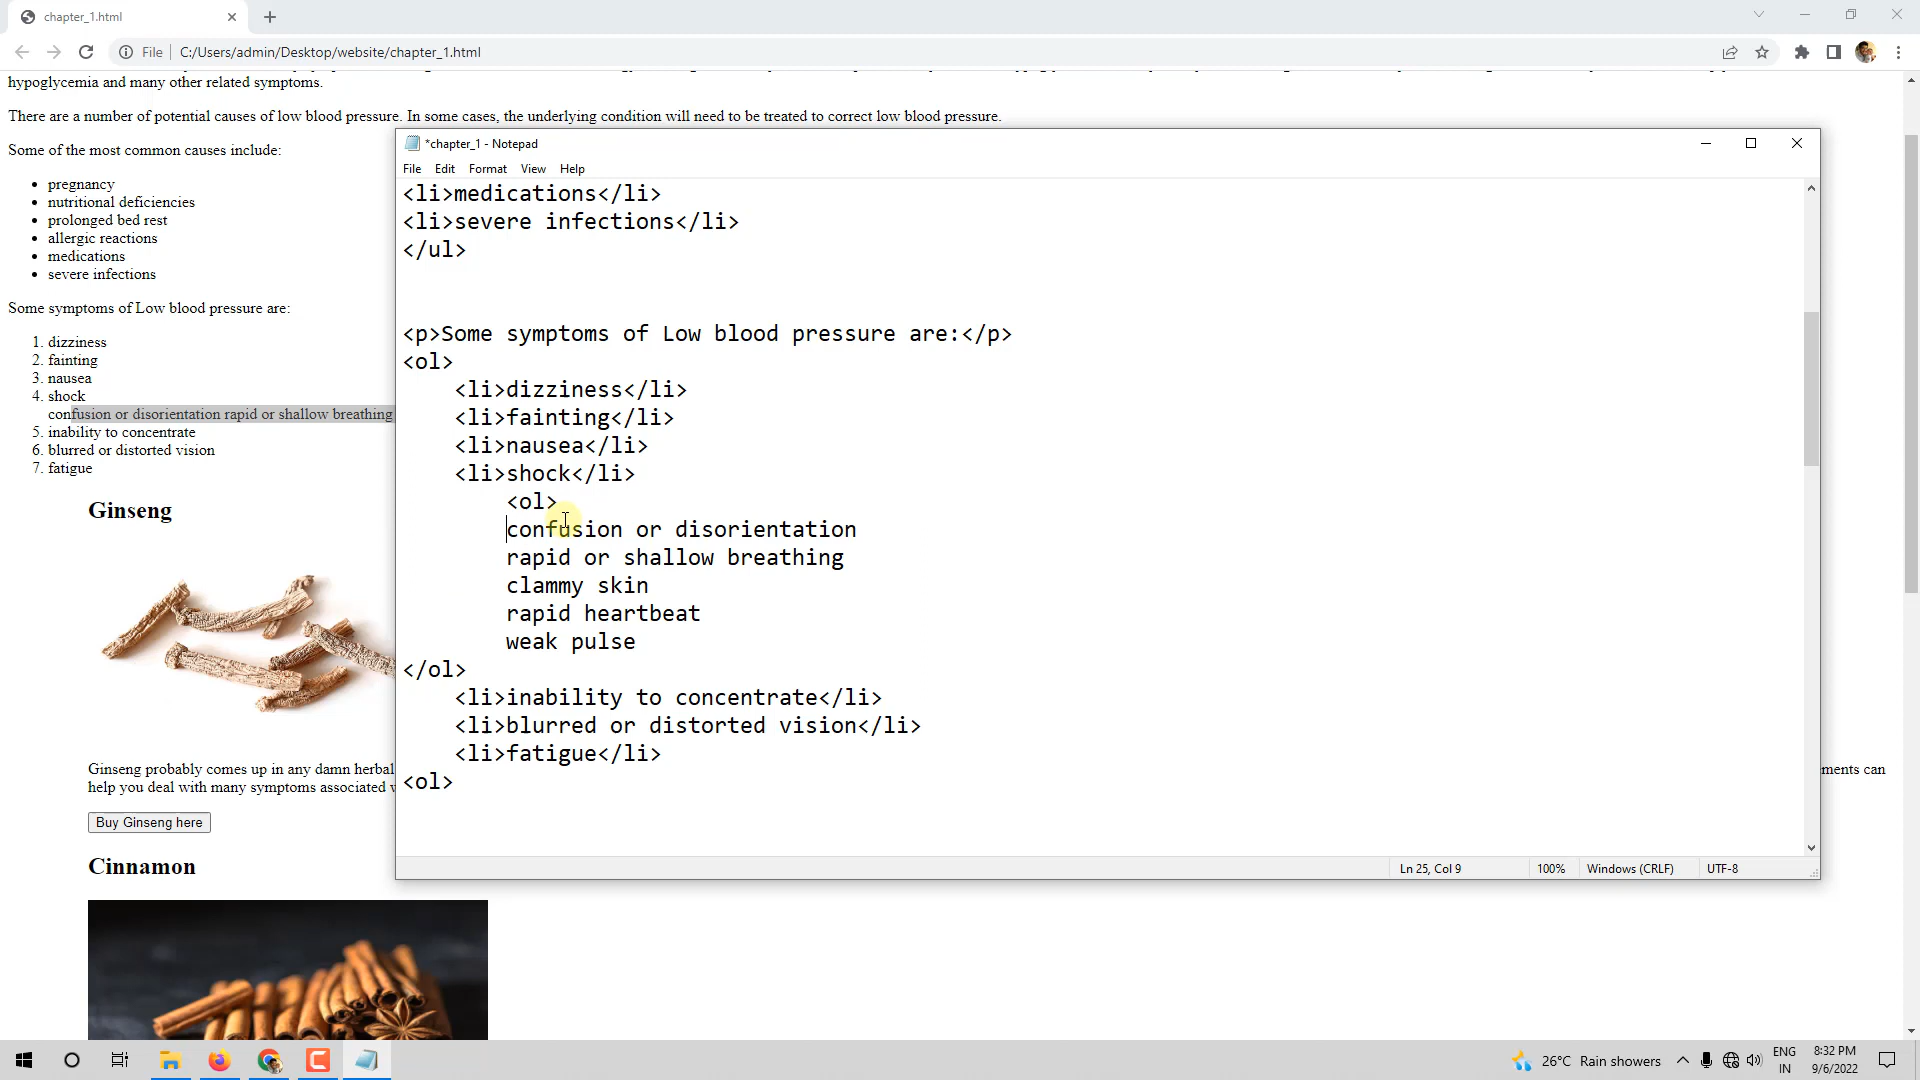 chapter_1.html
File
C:/Users/admin/Desktop/website/chapter_1.html
hypoglycemia and many other related symptoms.
There are a number of potential causes of low blood pressure. In some cases, the underlying condition will need to be treated to correct low blood pressure.
Some of the most common causes include:
• pregnancy
• nutritional deficiencies
• prolonged bed rest
• allergic reactions
• medications
• severe infections
Some symptoms of Low blood pressure are:
1. dizziness
2. fainting
3. nausea
4. shock
confusion or disorientation rapid or shallow breathing
5. inability to concentrate
6. blurred or distorted vision
7. fatigue
Ginseng
Ginseng probably comes up in any damn herbal
ments can
help you deal with many symptoms associated
Buy Ginseng here
Cinnamon
*chapter_1 - Notepad
File Edit Format View Help
<li>medications</li>
<li>severe infections</li>
</ul>
<p>Some symptoms of Low blood pressure are:</p>
<ol>
<li>dizziness</li>
<li>fainting</li>
<li>nausea</li>
<li>shock</li>
<ol>
confusion or disorientation
rapid or shallow breathing
clammy skin
rapid heartbeat
weak pulse
</ol>
<li>inability to concentrate</li>
<li>blurred or distorted vision</li>
<li>fatigue</li>
<ol>
Ln 25, Col 9
100%
Windows (CRLF)
UTF-8
26°C Rain showers
ENG
IN
8:32 PM
9/6/2022